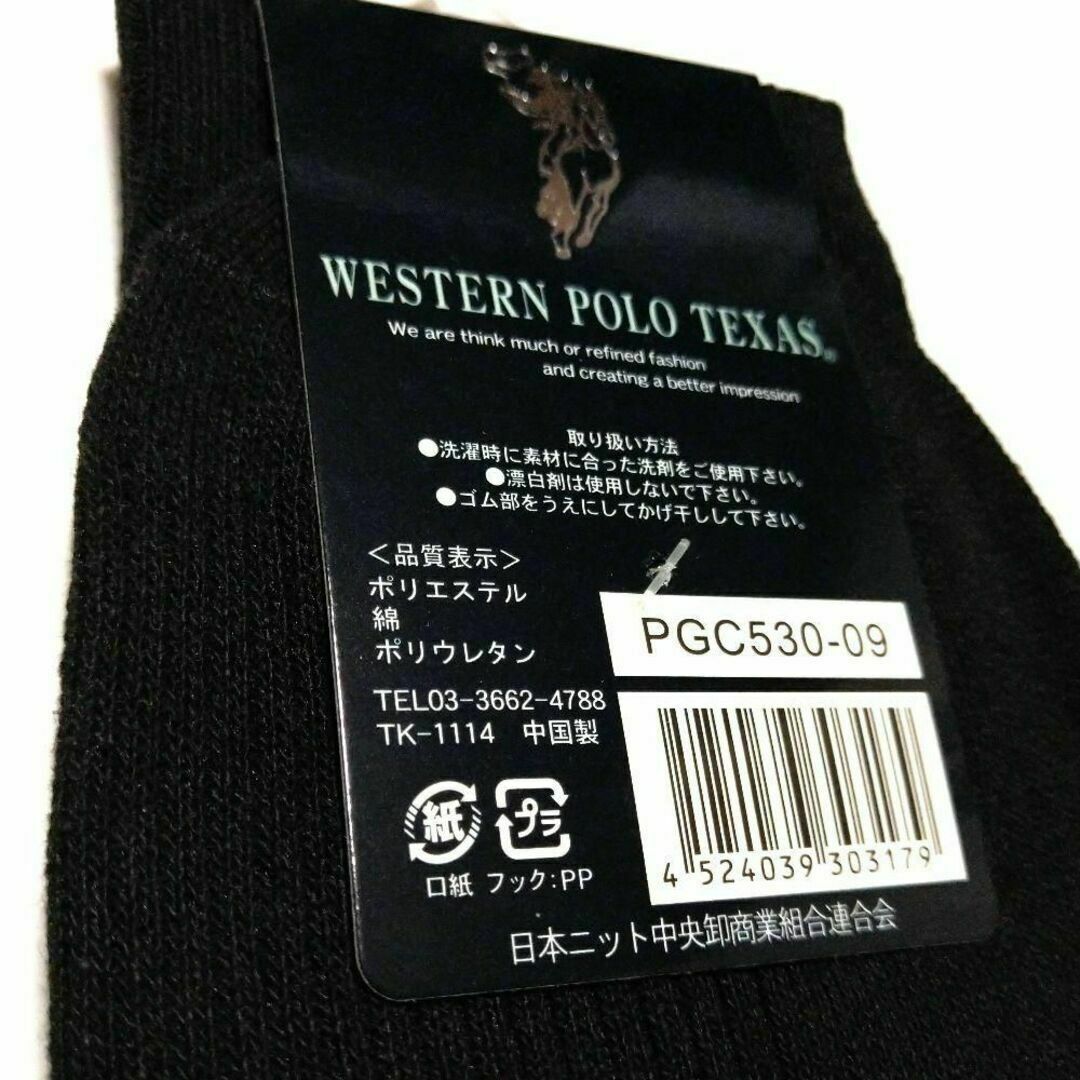 WESTERN POLO TEXAS
We are think much or refined fashion
and creating a better impression
取り扱い方法
●洗濯時に素材に合った洗剤をご使用下さい。
●漂白剤は使用しないで下さい。
●ゴム部をうえにしてかげ干しして下さい。
＜品質表示＞
ポリエステル
綿
ポリウレタン
PGC530-09
TEL03-3662-4788
TK-1114 中国製
紙 プラ
口紙 フック:PP
4 524039 303179
日本ニット中央卸商業組合連合会